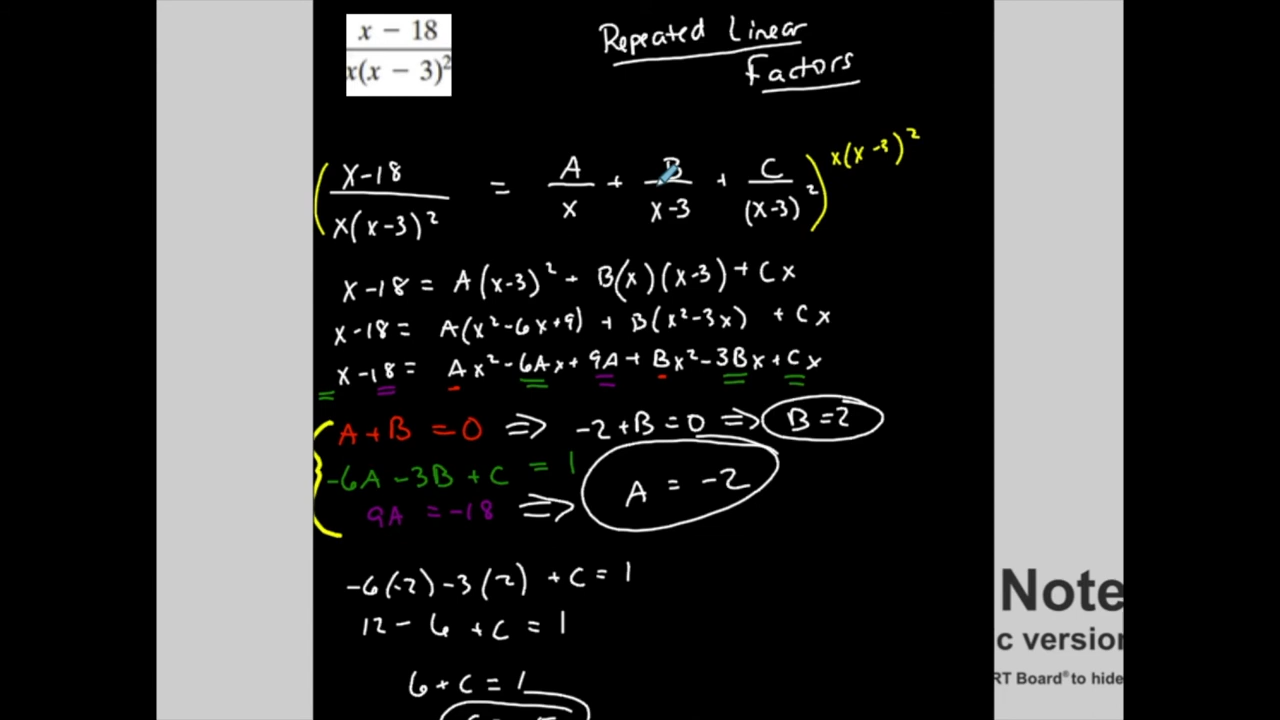 x − 18
x(x − 3)²
Repeated Linear
Factors
(x-18 / x(x-3)² = A/x + B/x-3 + C/(x-3)²) x(x-3)²
x-18 = A(x-3)² + B(x)(x-3) + Cx
x-18 = A(x²-6x+9) + B(x²-3x) + Cx
x-18 = Ax²-6Ax+9A+Bx²-3Bx+Cx
A+B =0 => -2+B=0 => B=2
-6A-3B+C = 1
9A = -18 => A = -2
-6(-2)-3(2) +C= 1
12- 6 +C = 1
6+C=1
Note
c version
RT Board® to hide